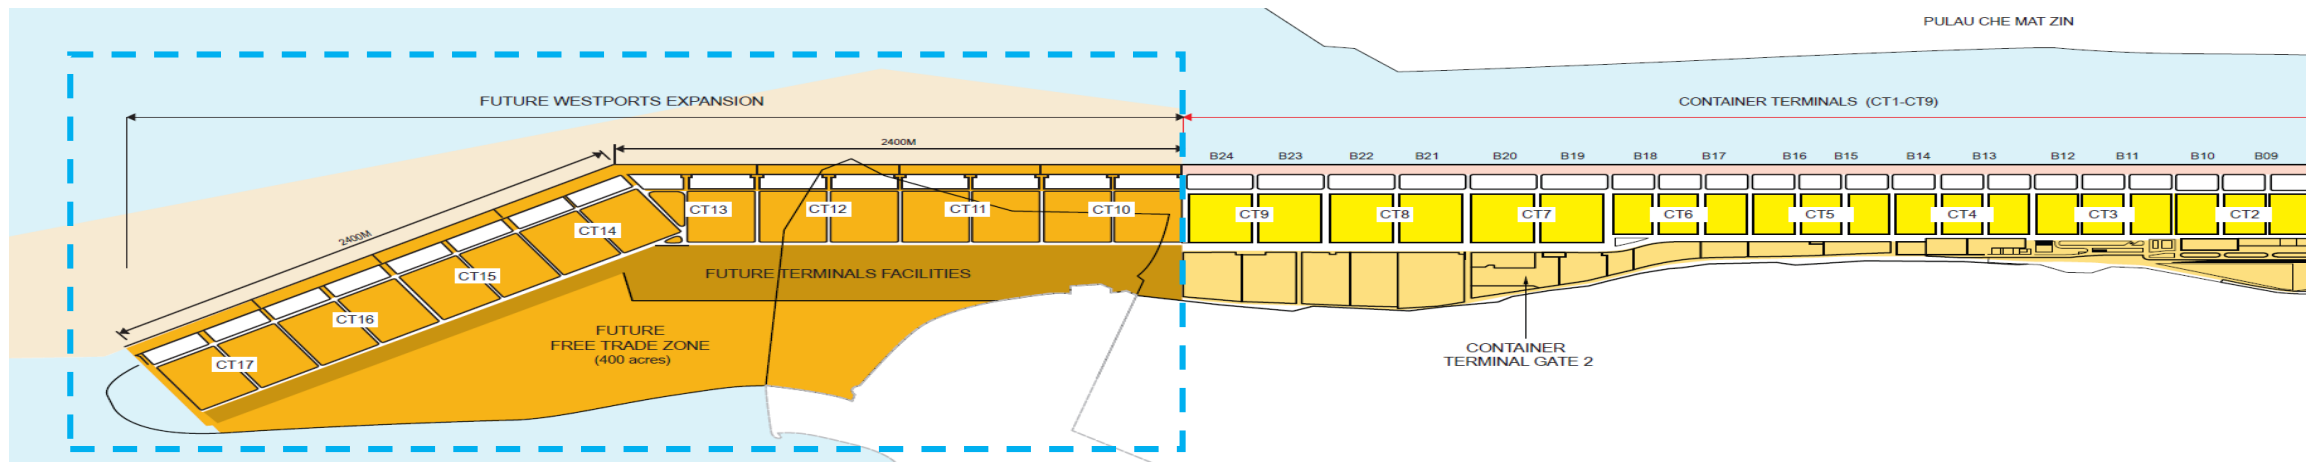 PULAU CHE MAT ZIN
FUTURE WESTPORTS EXPANSION
CONTAINER TERMINALS (CT1-CT9)
2400M
B24 B23 B22 B21 B20 B19 B18 B17 B16 B15 B14 B13 B12 B11 B10 B09
CT13 CT12 CT11 CT10 CT9 CT8 CT7 CT6 CT5 CT4 CT3 CT2
2400M
CT14
CT15
CT16
CT17
FUTURE TERMINALS FACILITIES
FUTURE
FREE TRADE ZONE
(400 acres)
CONTAINER
TERMINAL GATE 2